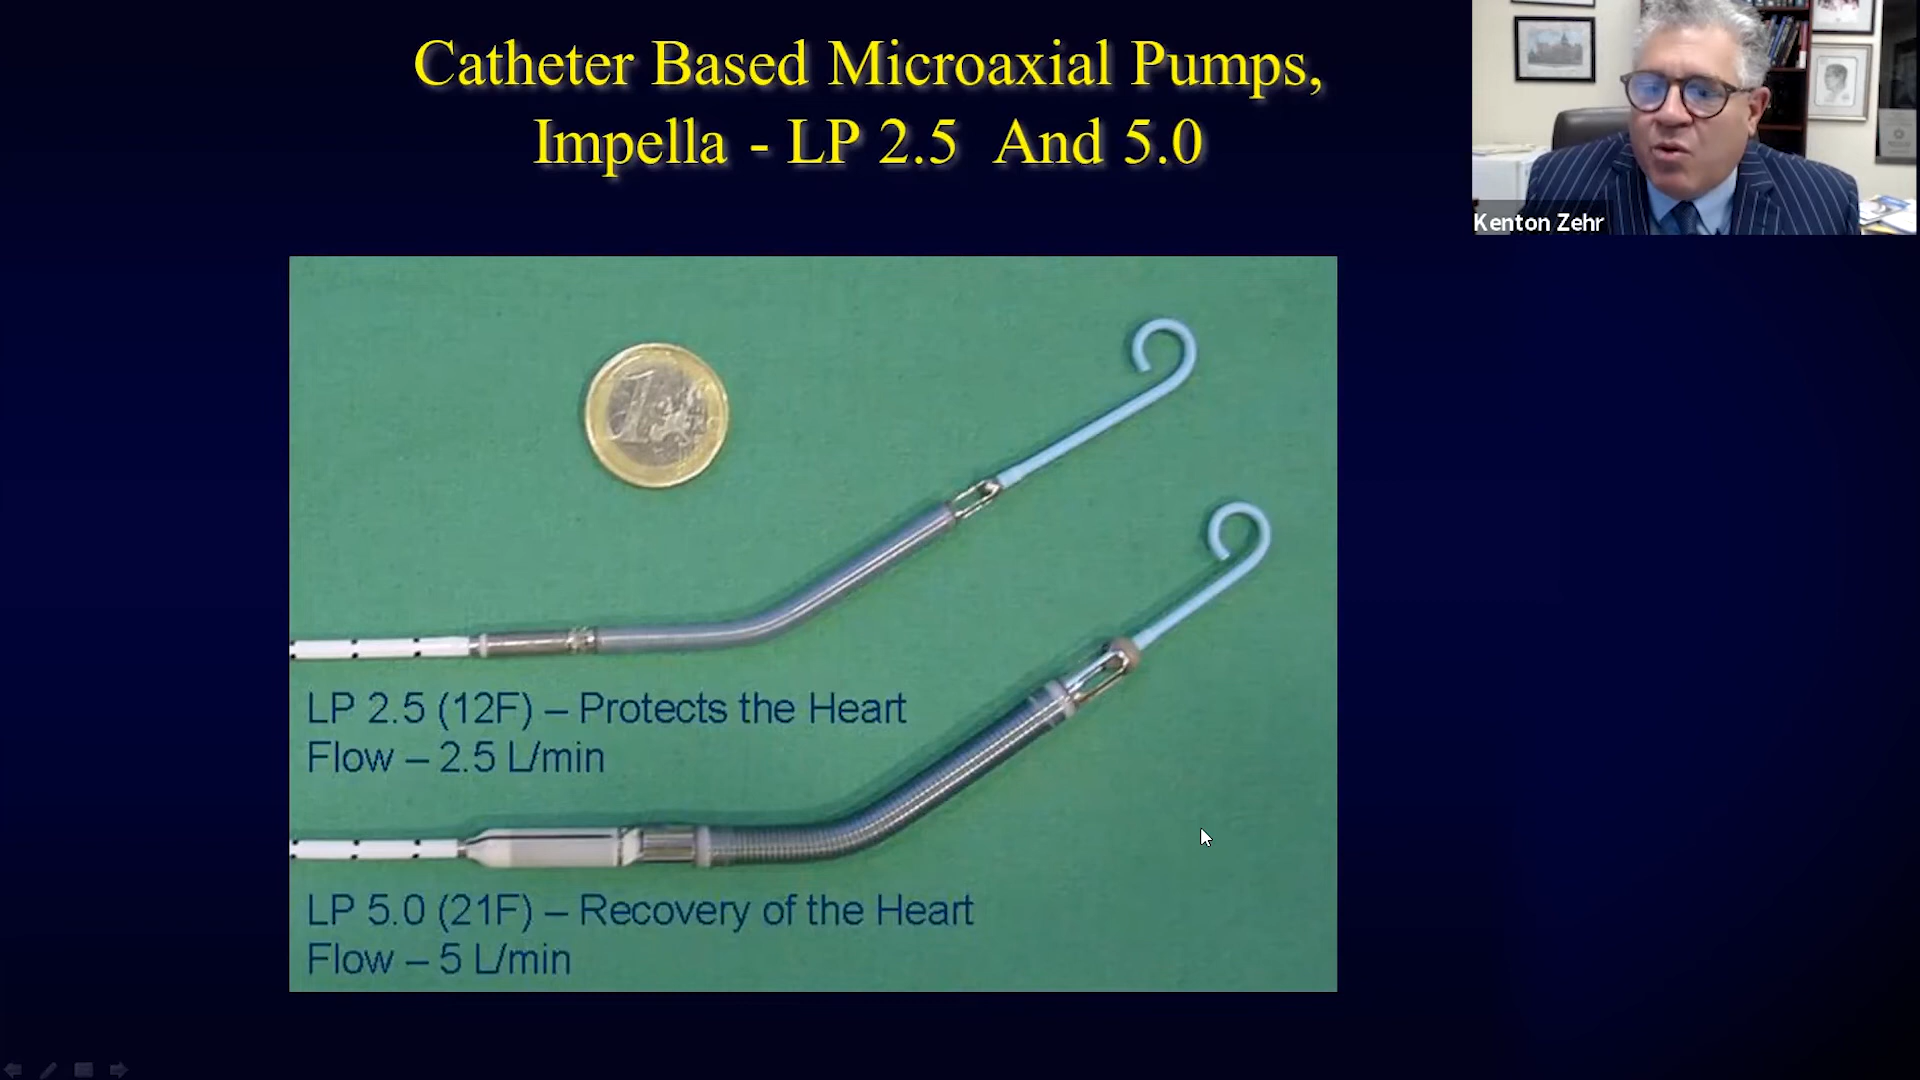 Catheter Based Microaxial Pumps,
Impella - LP 2.5 And 5.0
Kenton Zehr
1
LP 2.5 (12F) – Protects the Heart
Flow – 2.5 L/min
LP 5.0 (21F) – Recovery of the Heart
Flow – 5 L/min